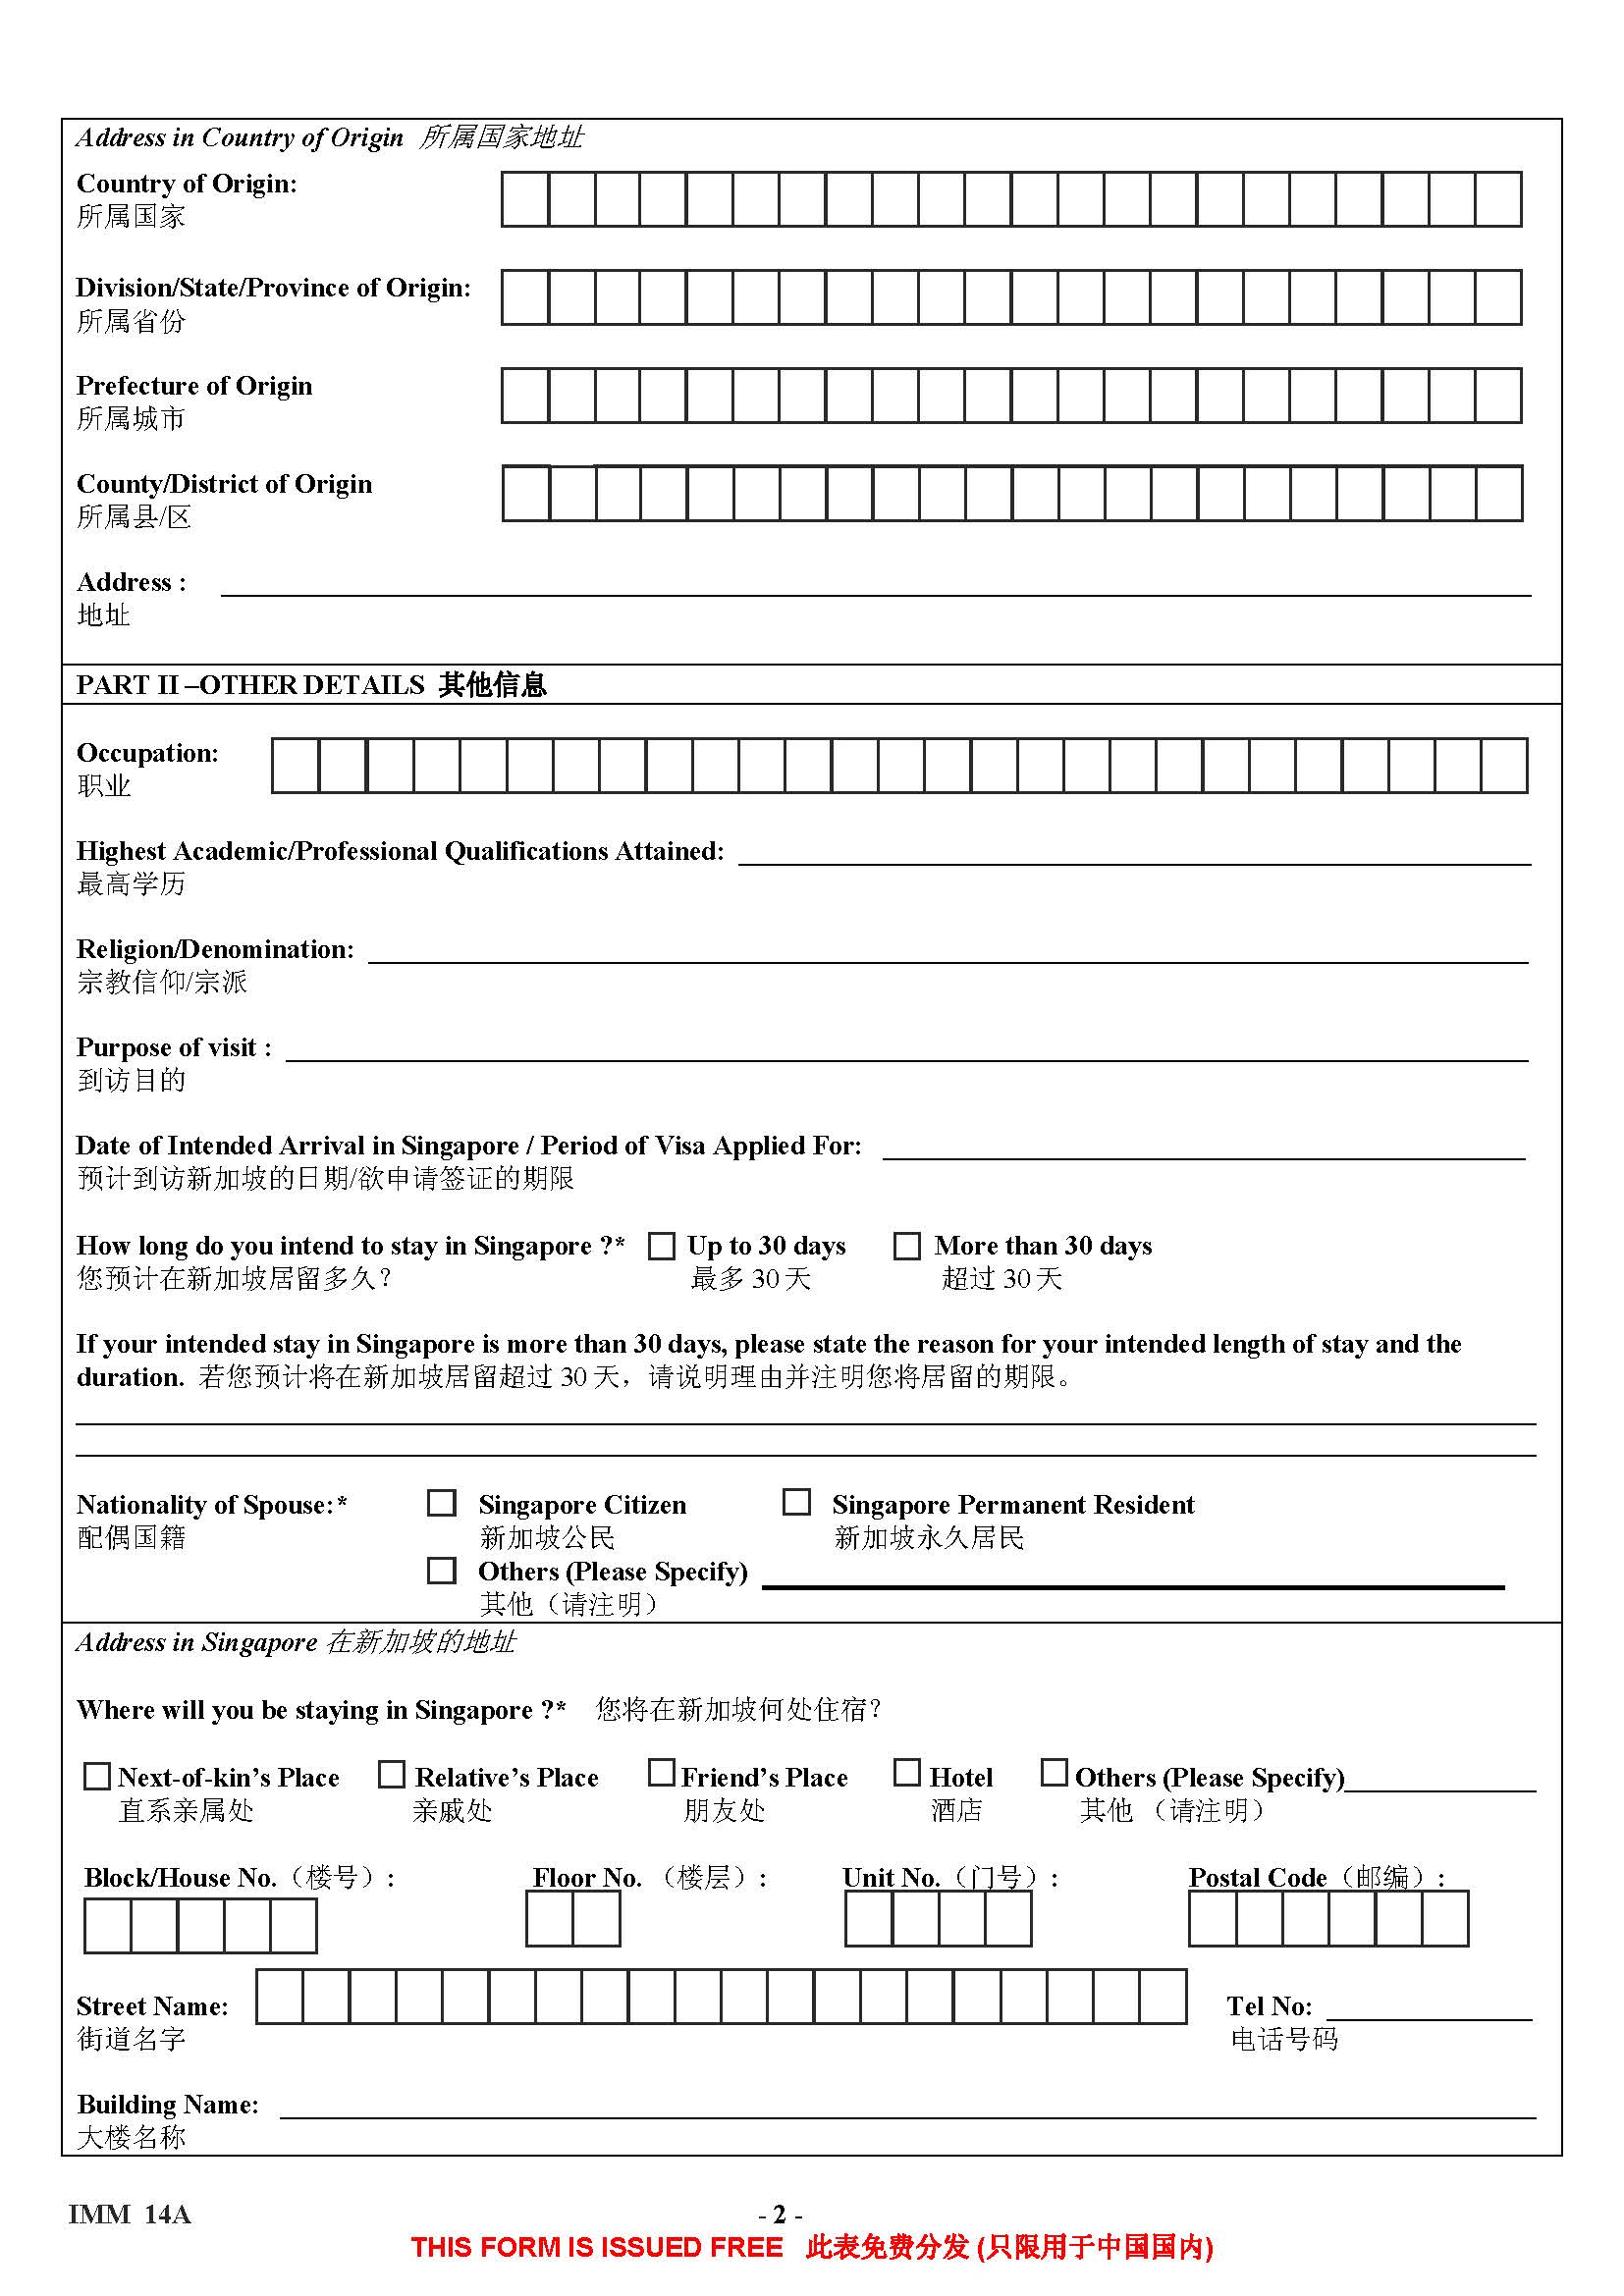 Address in Country of Origin 所属国家地址
Country of Origin:
所属国家
Division/State/Province of Origin:
所属省份
Prefecture of Origin
所属城市
County/District of Origin
所属县/区
Address :
地址
PART II –OTHER DETAILS 其他信息
Occupation:
职业
Highest Academic/Professional Qualifications Attained:
最高学历
Religion/Denomination:
宗教信仰/宗派
Purpose of visit :
到访目的
Date of Intended Arrival in Singapore / Period of Visa Applied For:
预计到访新加坡的日期/欲申请签证的期限
How long do you intend to stay in Singapore ?* Up to 30 days More than 30 days
您预计在新加坡居留多久? 最多 30 天 超过 30 天
If your intended stay in Singapore is more than 30 days, please state the reason for your intended length of stay and the
duration. 若您预计将在新加坡居留超过 30 天，请说明理由并注明您将居留的期限。
Nationality of Spouse:* Singapore Citizen Singapore Permanent Resident
配偶国籍 新加坡公民 新加坡永久居民
Others (Please Specify)
其他（请注明）
Address in Singapore 在新加坡的地址
Where will you be staying in Singapore ?* 您将在新加坡何处住宿?
Next-of-kin’s Place Relative’s Place Friend’s Place Hotel Others (Please Specify)
直系亲属处 亲戚处 朋友处 酒店 其他 （请注明）
Block/House No.（楼号）: Floor No. （楼层）: Unit No.（门号）: Postal Code（邮编）:
Street Name: Tel No:
街道名字 电话号码
Building Name:
大楼名称
IMM 14A - 2 -
THIS FORM IS ISSUED FREE 此表免费分发 (只限用于中国国内)